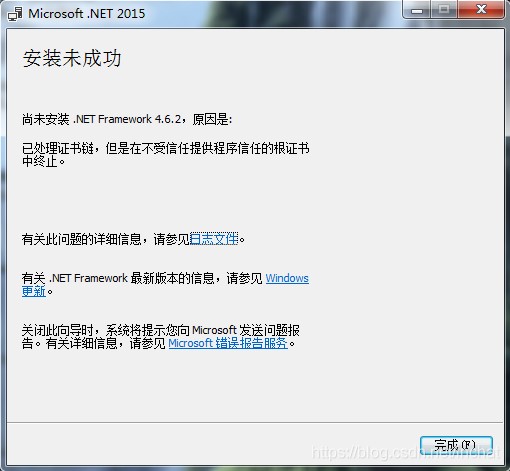 Microsoft .NET 2015
安装未成功
尚未安装 .NET Framework 4.6.2，原因是:
已处理证书链，但是在不受信任提供程序信任的根证书
中终止。
有关此问题的详细信息，请参见日志文件。
有关 .NET Framework 最新版本的信息，请参见 Windows
更新。
关闭此向导时，系统将提示您向 Microsoft 发送问题报
告。有关详细信息，请参见 Microsoft 错误报告服务。
完成(F)